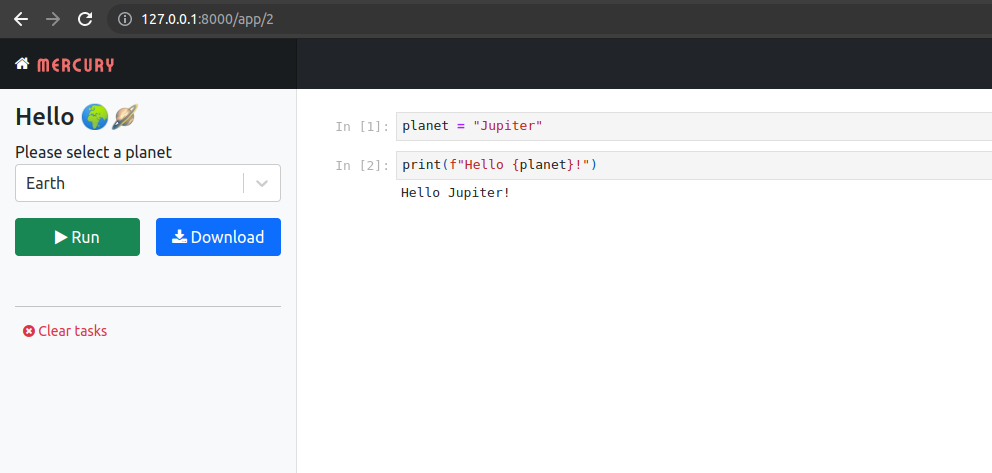 127.0.0.1:8000/app/2
MERCURY
Hello 🌍🪐
Please select a planet
Earth
Run
Download
Clear tasks
In [1]: planet = "Jupiter"
In [2]: print(f"Hello {planet}!")
Hello Jupiter!